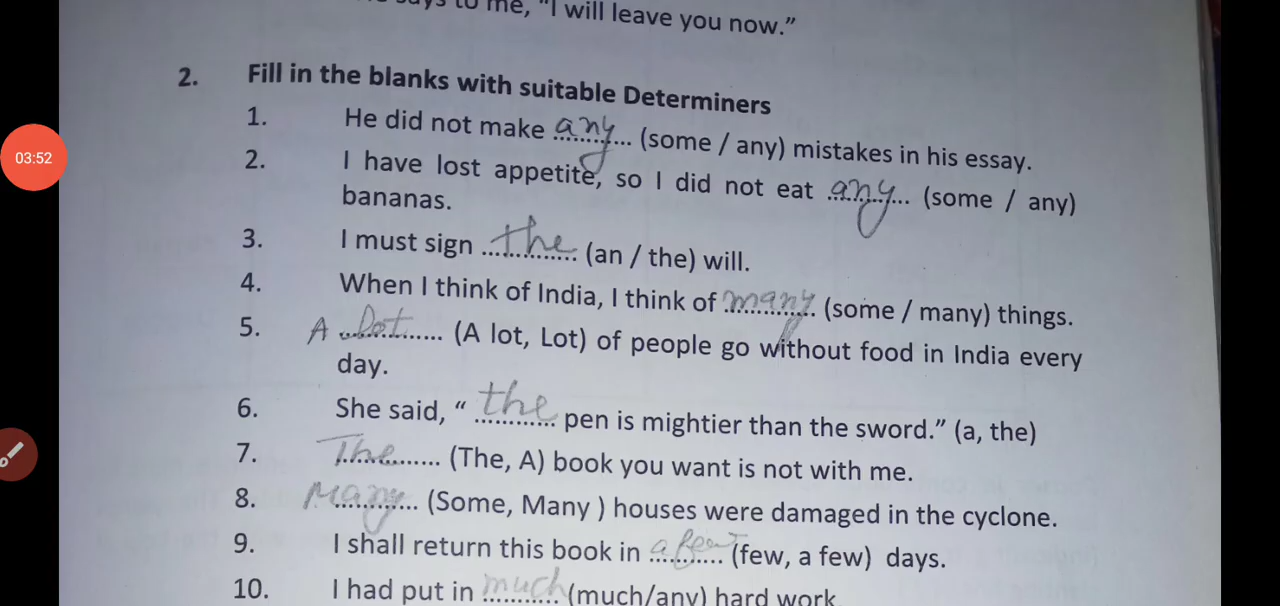 to me, "I will leave you now."
2. Fill in the blanks with suitable Determiners
1. He did not make any (some / any) mistakes in his essay.
03:52
2. I have lost appetite, so I did not eat any (some / any)
bananas.
3. I must sign the (an / the) will.
4. When I think of India, I think of many (some / many) things.
5. A Lot (A lot, Lot) of people go without food in India every
day.
6. She said, " the pen is mightier than the sword." (a, the)
7. The (The, A) book you want is not with me.
8. Many (Some, Many ) houses were damaged in the cyclone.
9. I shall return this book in a few (few, a few) days.
10. I had put in much (much/any) hard work.